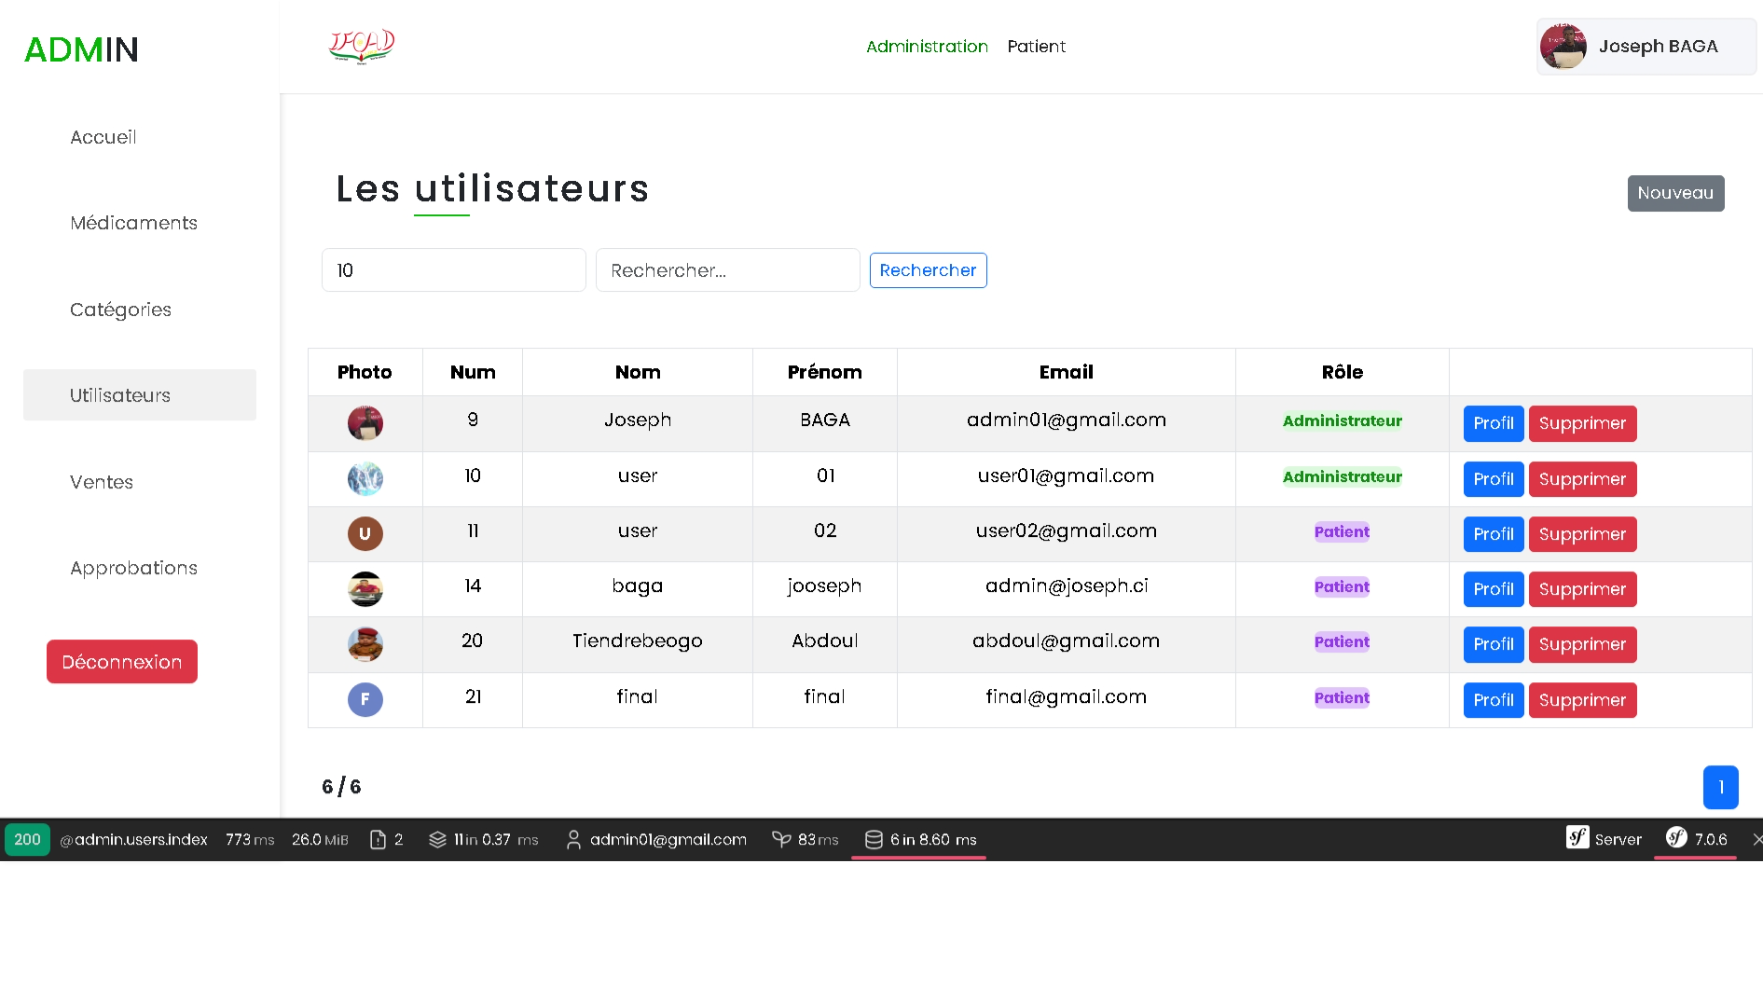 ADMIN
IFCAD
Administration Patient
Joseph BAGA
Accueil
Médicaments
Catégories
Utilisateurs
Ventes
Approbations
Déconnexion
Les utilisateurs
Nouveau
10 Rechercher... Rechercher
Photo Num Nom Prénom Email Rôle
9 Joseph BAGA admin01@gmail.com Administrateur Profil Supprimer
10 user 01 user01@gmail.com Administrateur Profil Supprimer
U 11 user 02 user02@gmail.com Patient Profil Supprimer
14 baga jooseph admin@joseph.ci Patient Profil Supprimer
20 Tiendrebeogo Abdoul abdoul@gmail.com Patient Profil Supprimer
F 21 final final final@gmail.com Patient Profil Supprimer
6 / 6
1
200 @admin.users.index 773 ms 26.0 MiB 2 11 in 0.37 ms admin01@gmail.com 83 ms 6 in 8.60 ms sf Server sf 7.0.6